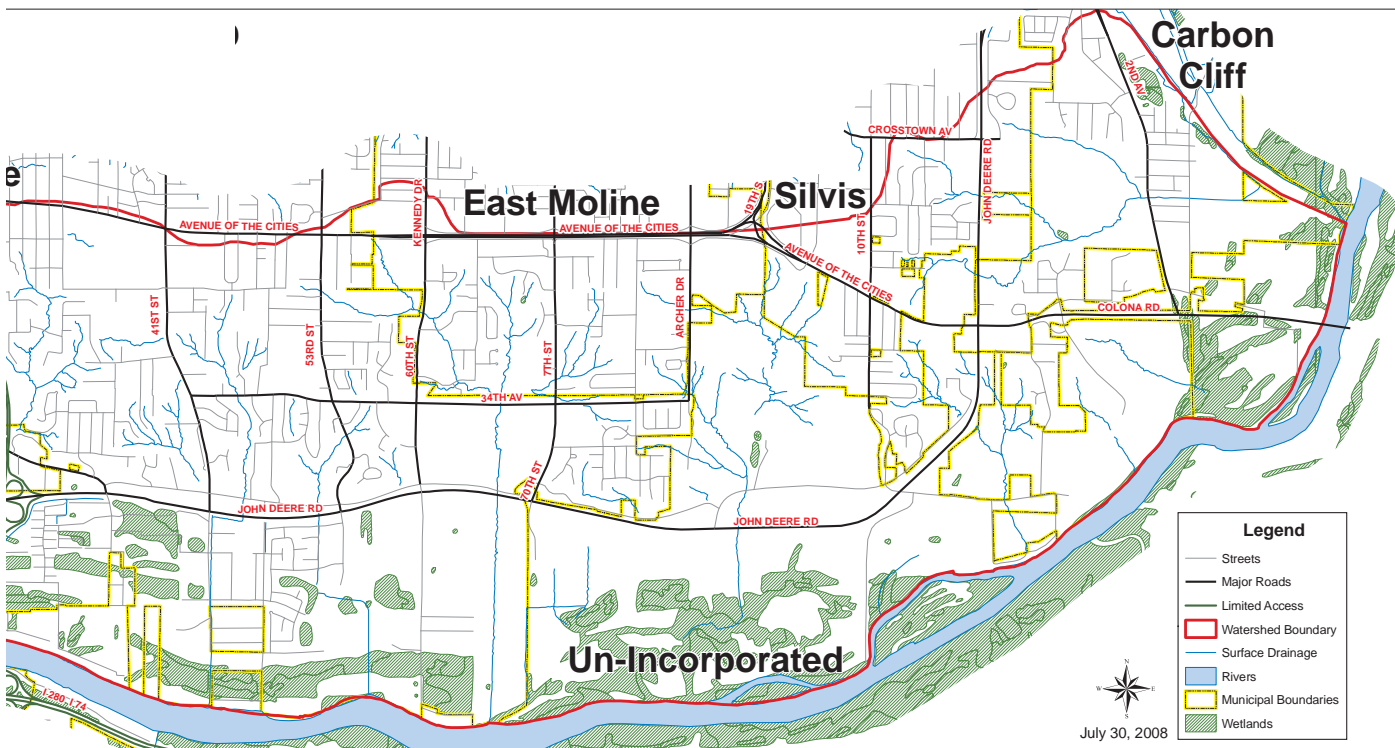 Carbon
Cliff
2ND AV
CROSSTOWN AV
JOHN DEERE RD
e
KENNEDY DR
East Moline
19TH S
Silvis
10TH ST
AVENUE OF THE CITIES
AVENUE OF THE CITIES
AVENUE OF THE CITIES
41ST ST
53RD ST
60TH ST
7TH ST
ARCHER DR
COLONA RD
34TH AV
70TH ST
JOHN DEERE RD
JOHN DEERE RD
Un-Incorporated
I-280 I-74
Legend
Streets
Major Roads
Limited Access
Watershed Boundary
Surface Drainage
Rivers
Municipal Boundaries
Wetlands
N
W E
S
July 30, 2008